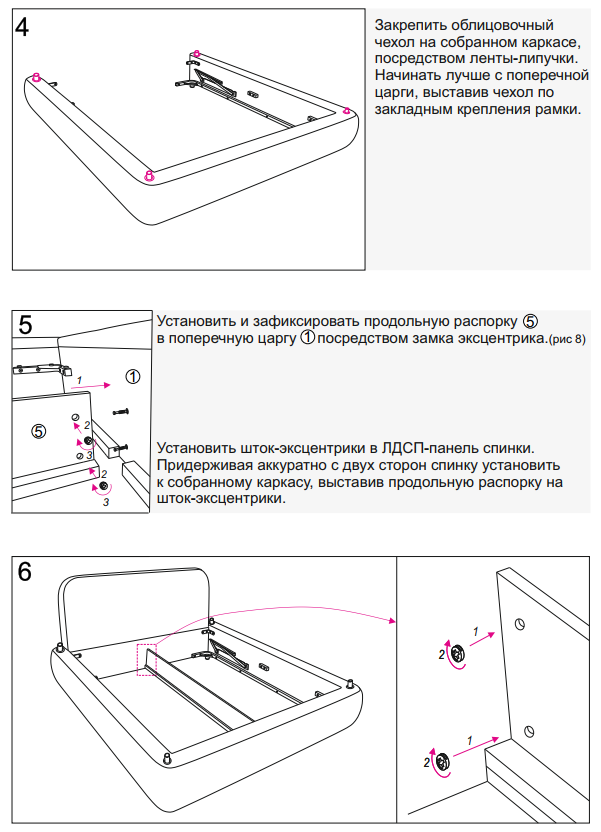 4
Закрепить облицовочный
чехол на собранном каркасе,
посредством ленты-липучки.
Начинать лучше с поперечной
царги, выставив чехол по
закладным крепления рамки.
5
Установить и зафиксировать продольную распорку 5
в поперечную царгу 1 посредством замка эксцентрика.(рис 8)
1
1
5
2
3
2
3
Установить шток-эксцентрики в ЛДСП-панель спинки.
Придерживая аккуратно с двух сторон спинку установить
к собранному каркасу, выставив продольную распорку на
шток-эксцентрики.
6
1
2
1
2